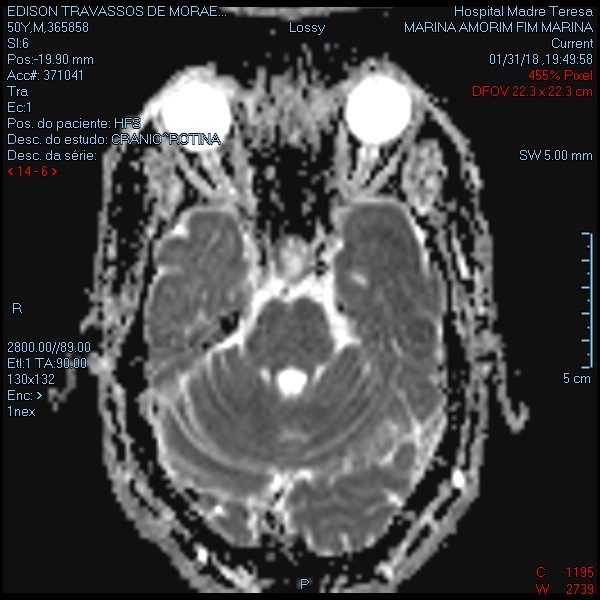 EDISON TRAVASSOS DE MORAE...
50Y,M,365858
Sl:6
Pos:-19.90 mm
Acc#: 371041
Tra
Ec:1
Pos. do paciente: HFS
Desc. do estudo: CRANIO^ROTINA
Desc. da série:
< 14 - 6 >
Lossy
Hospital Madre Teresa
MARINA AMORIM FIM MARINA
Current
01/31/18 ,19:49:58
455% Pixel
DFOV 22.3 x 22.3 cm
SW 5.00 mm
R
2800.00//89.00
Etl:1 TA:90.00
130x132
Enc: >
1nex
5 cm
P
C 1195
W 2739